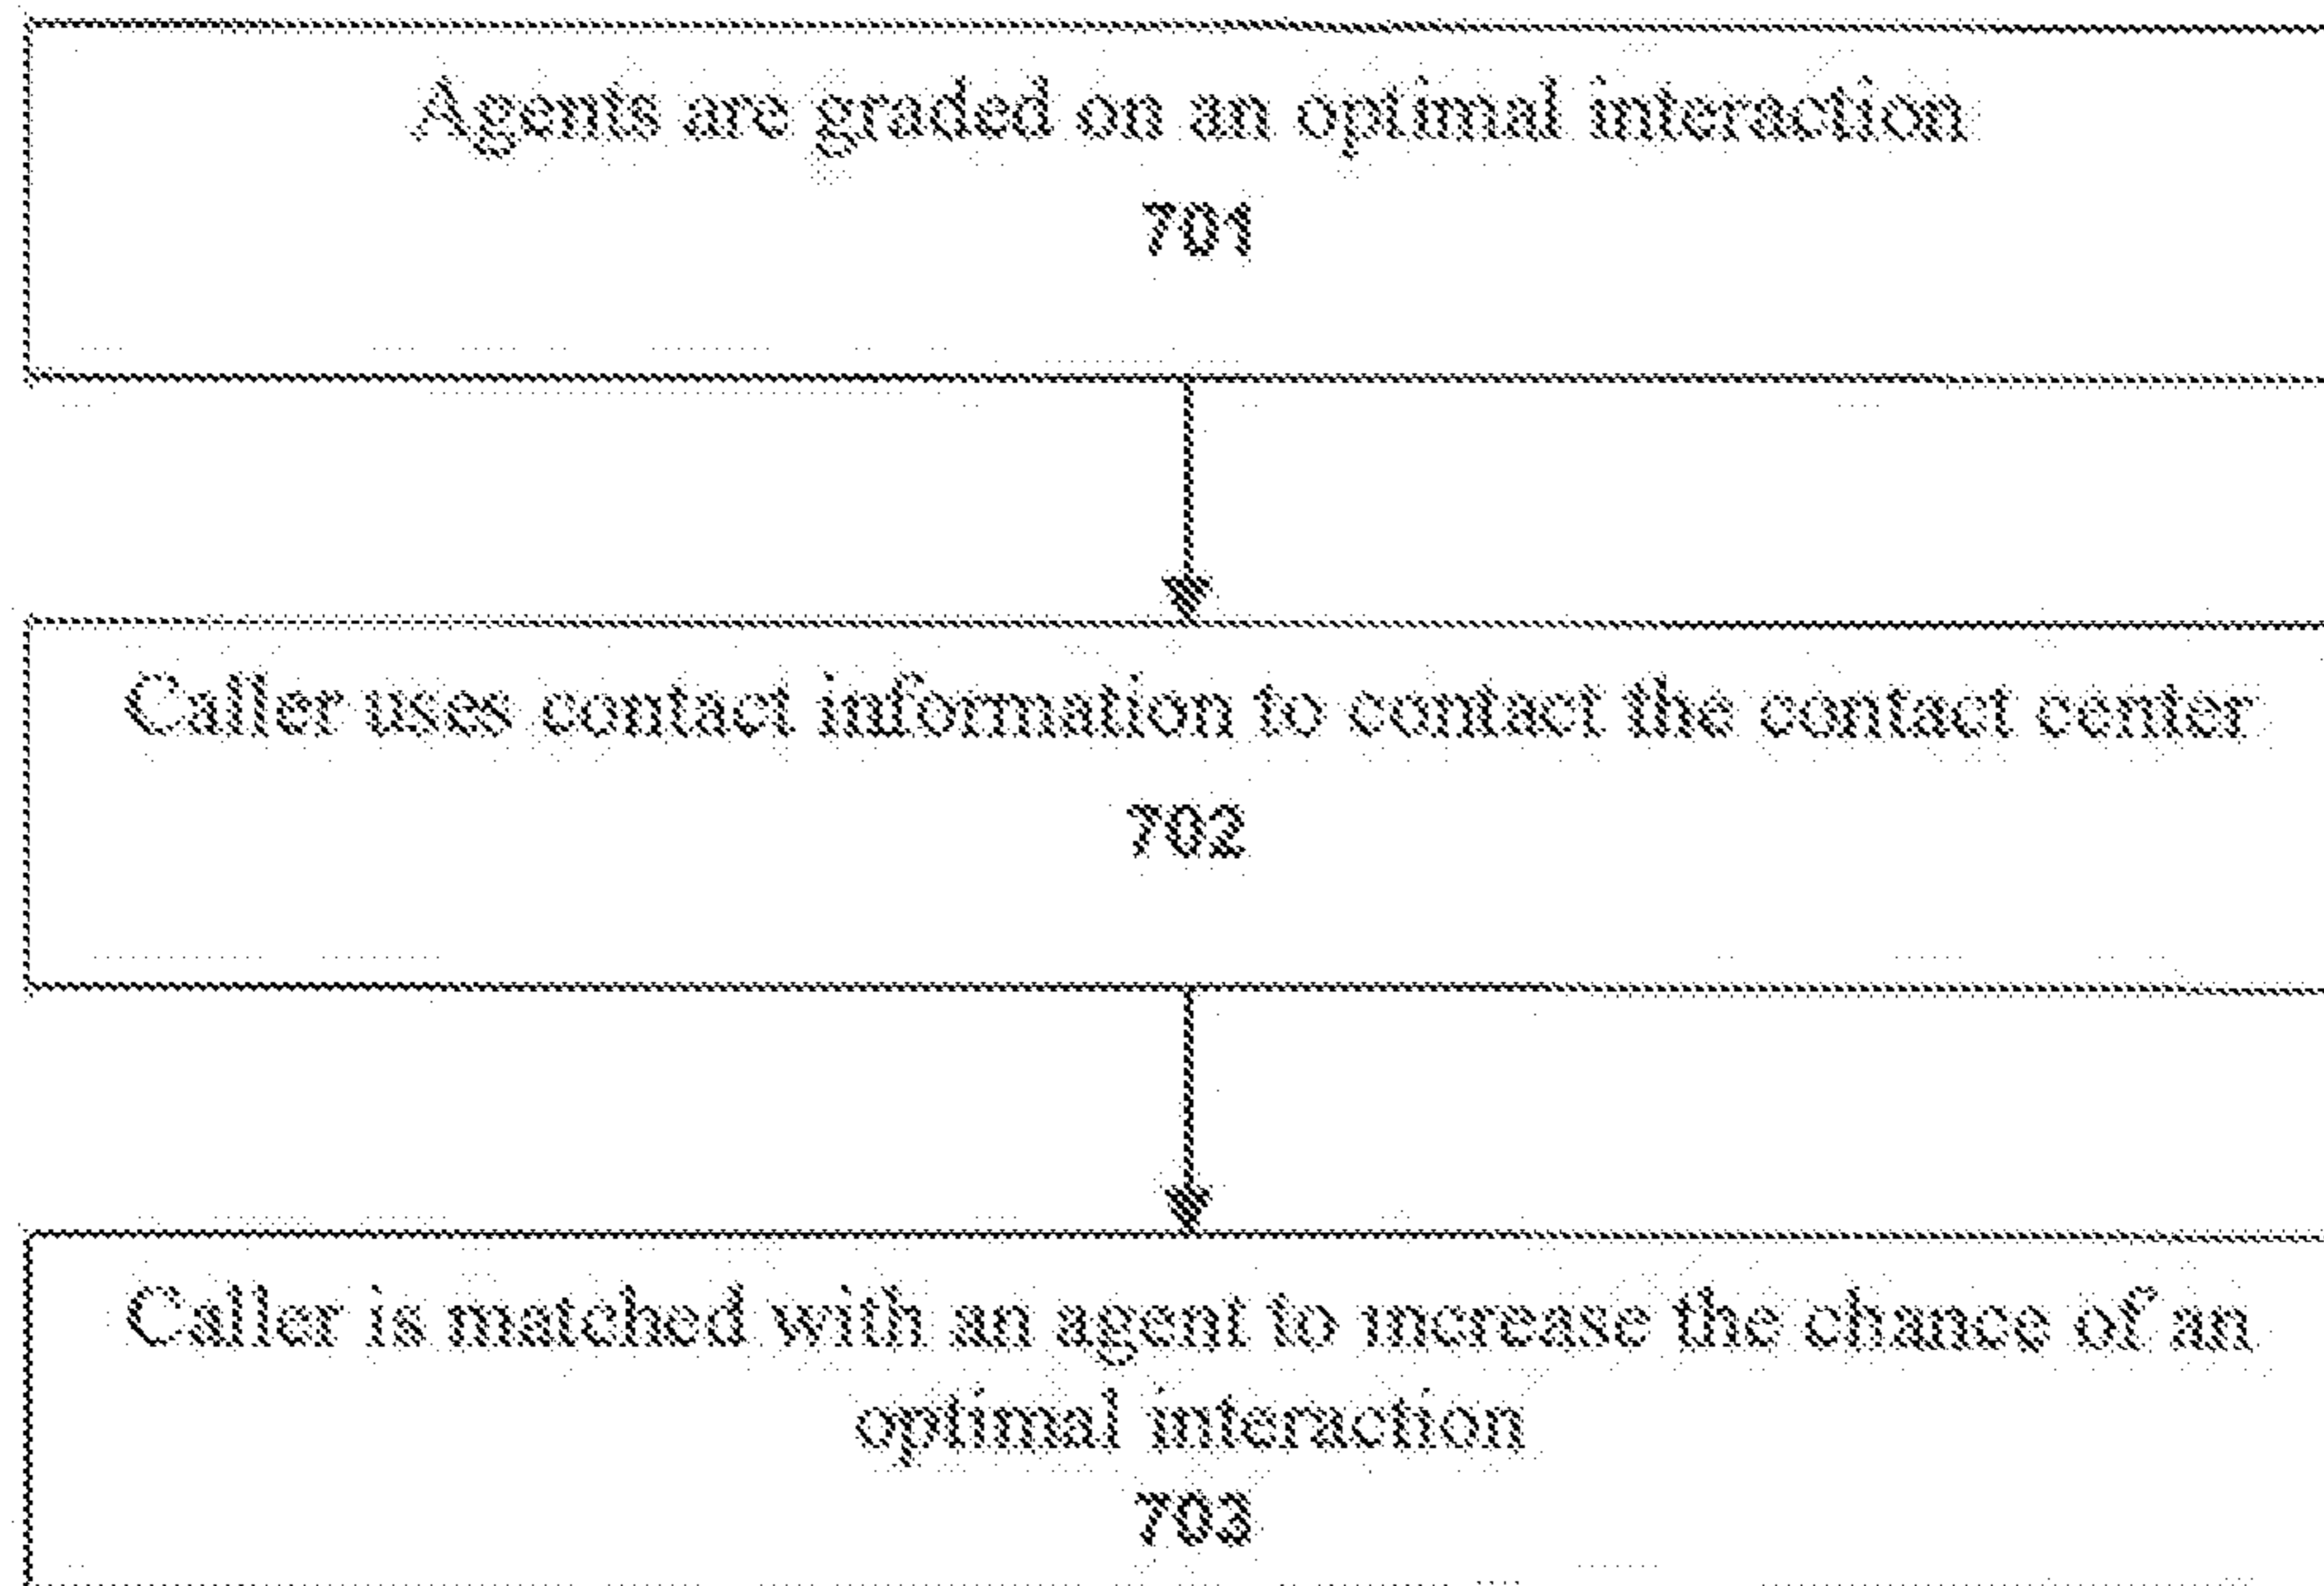 Agents are graded on an optimal interaction
701
Caller uses contact information to contact the contact center
702
Caller is matched with an agent to increase the chance of an
optimal interaction
703